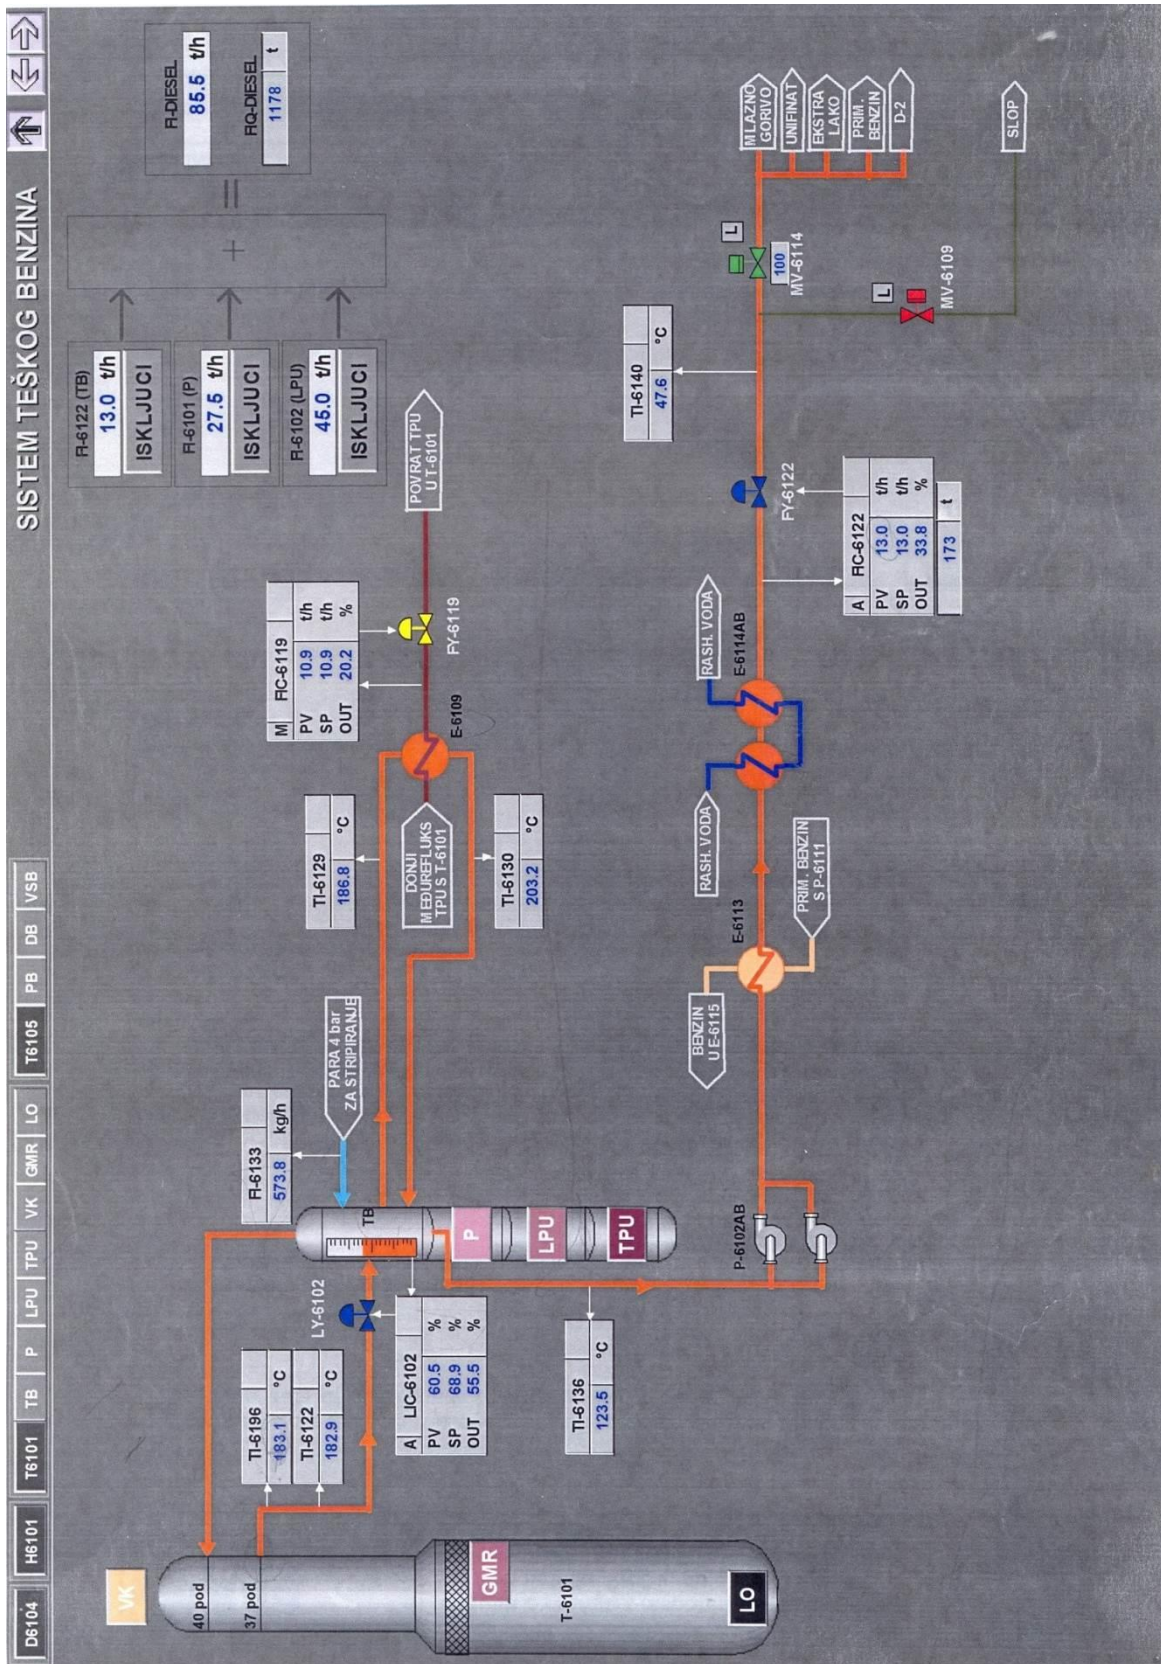 D6104 H6101 T6101 TB P LPU TPU VK GMR LO T6105 PB DB VSB
SISTEM TEŠKOG BENZINA
FI-6122 (TB)
13.0 t/h
ISKLJUCI
FI-6101 (P)
27.5 t/h
ISKLJUCI
FI-6102 (LPU)
45.0 t/h
ISKLJUCI
+
=
FI-DIESEL
85.5 t/h
FIQ-DIESEL
1178 t
VK
40 pod
37 pod
GMR
T-6101
LO
TI-6196
183.1 °C
TI-6122
182.9 °C
LY-6102
A LIC-6102
PV 60.5 %
SP 68.9 %
OUT 55.5 %
FI-6133
573.8 kg/h
PARA 4 bar
ZA STRIPIRANJE
TB
P
LPU
TPU
TI-6136
123.5 °C
P-6102AB
TI-6129
186.8 °C
DONJI
MEĐUREFLUKS
TPU S T-6101
TI-6130
203.2 °C
E-6109
M FIC-6119
PV 10.9 t/h
SP 10.9 t/h
OUT 20.2 %
FY-6119
POVRAT TPU
U T-6101
BENZIN
U E-6115
E-6113
PRIM. BENZIN
S P-6111
RASH. VODA
RASH. VODA
E-6114AB
A FIC-6122
PV 13.0 t/h
SP 13.0 t/h
OUT 33.8 %
173 t
FY-6122
TI-6140
47.6 °C
L
100
MV-6114
L
MV-6109
MLAZNO
GORIVO
UNIFINAT
EKSTRA
LAKO
PRIM.
BENZIN
D-2
SLOP